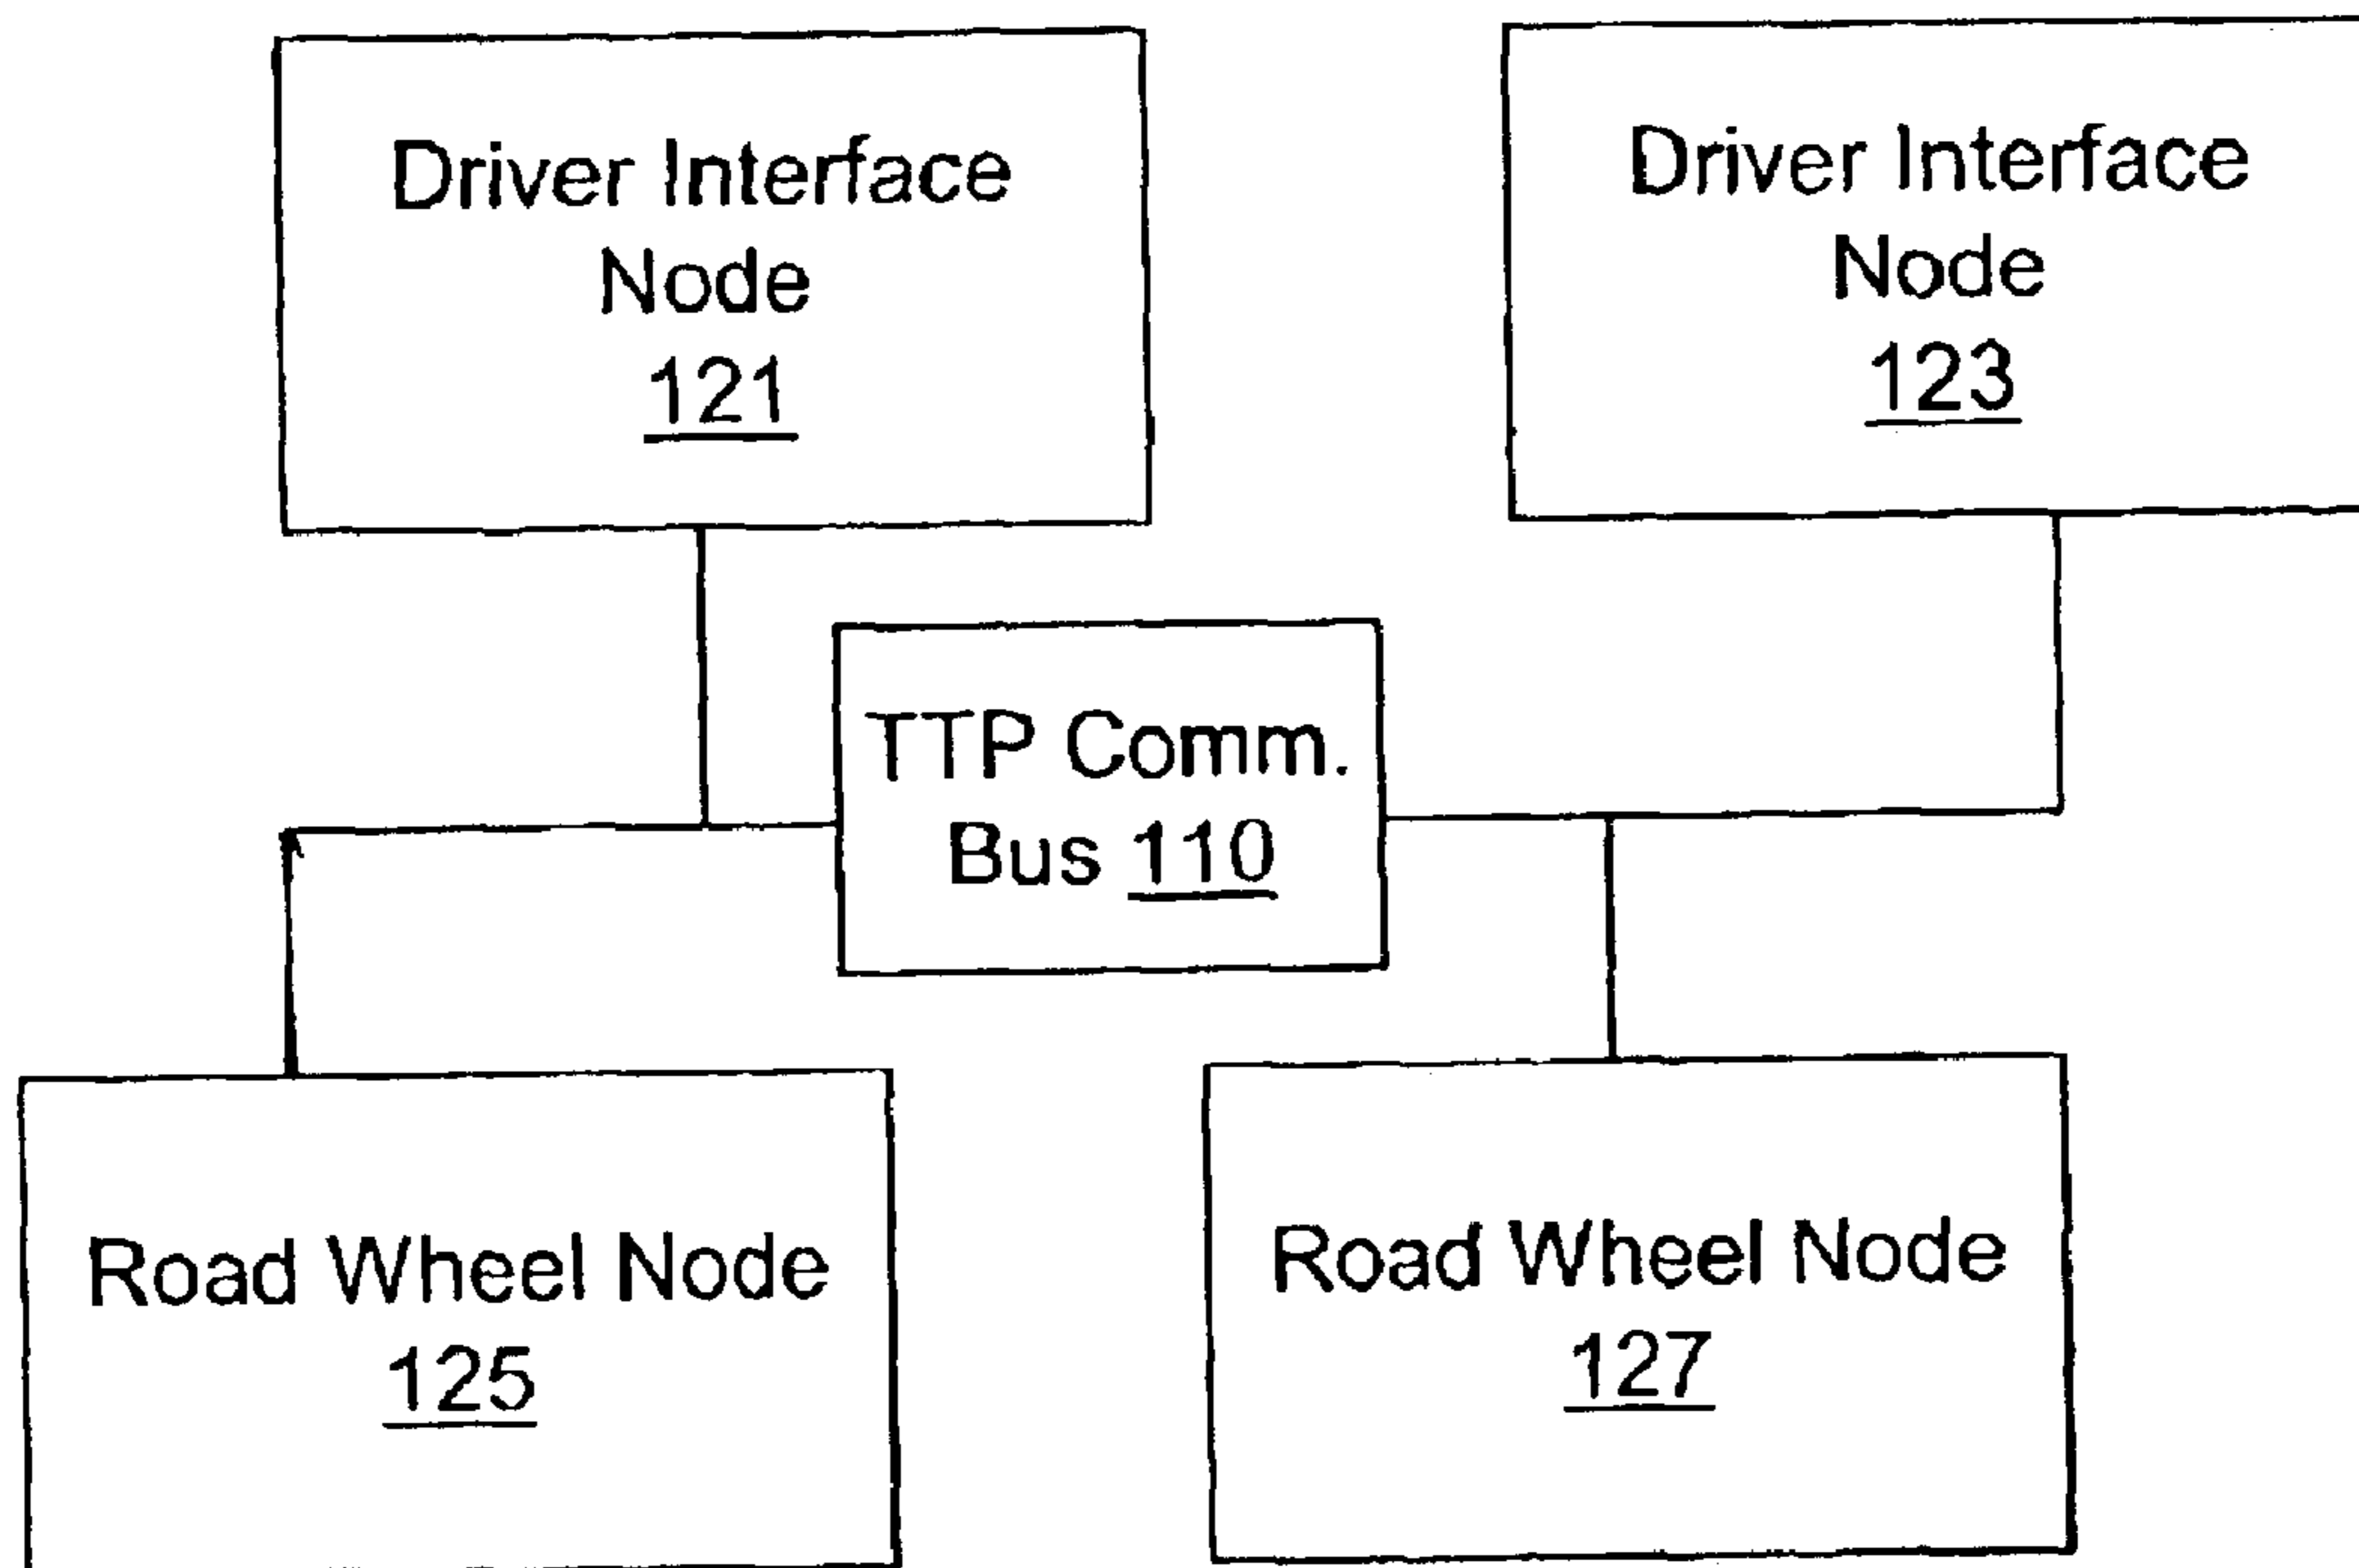 Driver Interface
Node
121
Driver Interface
Node
123
TTP Comm.
Bus 110
Road Wheel Node
125
Road Wheel Node
127